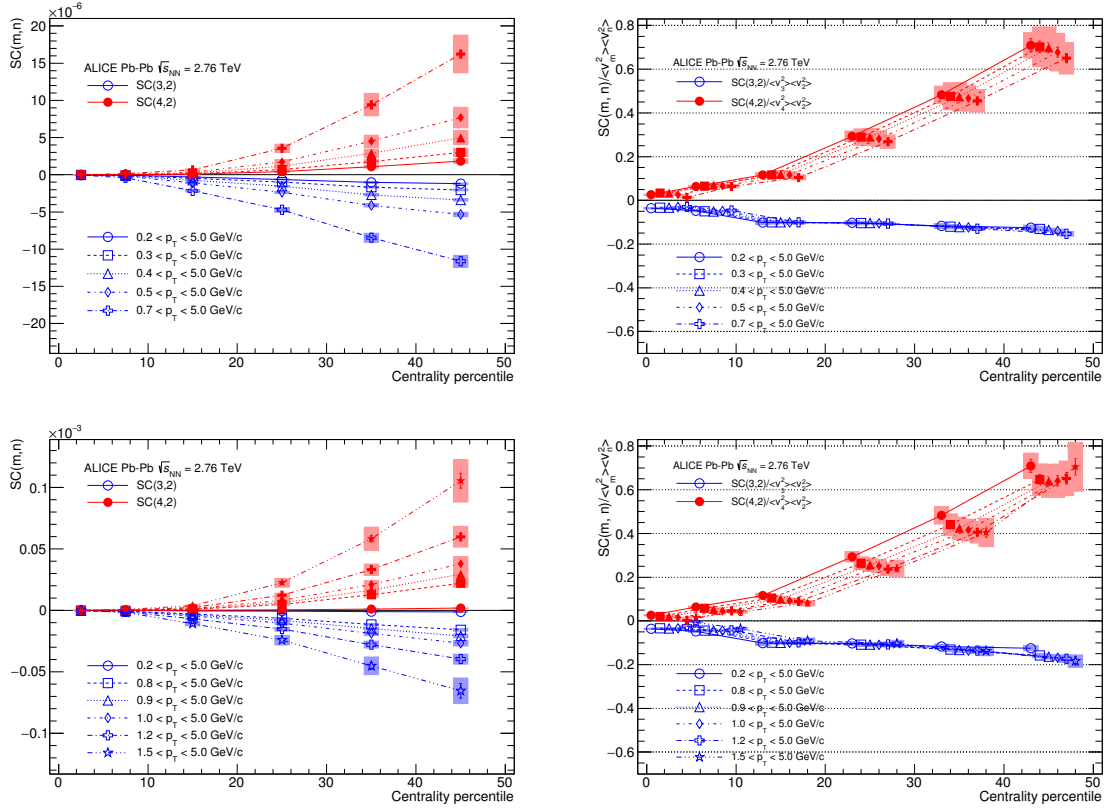 ×10⁻⁶
SC(m,n)
20
15
10
5
0
−5
−10
−15
−20
ALICE Pb-Pb √s_NN = 2.76 TeV
SC(3,2)
SC(4,2)
0.2 < p_T < 5.0 GeV/c
0.3 < p_T < 5.0 GeV/c
0.4 < p_T < 5.0 GeV/c
0.5 < p_T < 5.0 GeV/c
0.7 < p_T < 5.0 GeV/c
0 10 20 30 40 50
Centrality percentile
SC(m, n)/<v²_m><v²_n>
0.8
0.6
0.4
0.2
0
−0.2
−0.4
−0.6
ALICE Pb-Pb √s_NN = 2.76 TeV
SC(3,2)/<v²_3><v²_2>
SC(4,2)/<v²_4><v²_2>
0.2 < p_T < 5.0 GeV/c
0.3 < p_T < 5.0 GeV/c
0.4 < p_T < 5.0 GeV/c
0.5 < p_T < 5.0 GeV/c
0.7 < p_T < 5.0 GeV/c
0 10 20 30 40 50
Centrality percentile
×10⁻³
SC(m,n)
0.1
0.05
0
−0.05
−0.1
ALICE Pb-Pb √s_NN = 2.76 TeV
SC(3,2)
SC(4,2)
0.2 < p_T < 5.0 GeV/c
0.8 < p_T < 5.0 GeV/c
0.9 < p_T < 5.0 GeV/c
1.0 < p_T < 5.0 GeV/c
1.2 < p_T < 5.0 GeV/c
1.5 < p_T < 5.0 GeV/c
0 10 20 30 40 50
Centrality percentile
SC(m, n)/<v²_m><v²_n>
0.8
0.6
0.4
0.2
0
−0.2
−0.4
−0.6
ALICE Pb-Pb √s_NN = 2.76 TeV
SC(3,2)/<v²_3><v²_2>
SC(4,2)/<v²_4><v²_2>
0.2 < p_T < 5.0 GeV/c
0.8 < p_T < 5.0 GeV/c
0.9 < p_T < 5.0 GeV/c
1.0 < p_T < 5.0 GeV/c
1.2 < p_T < 5.0 GeV/c
1.5 < p_T < 5.0 GeV/c
0 10 20 30 40 50
Centrality percentile